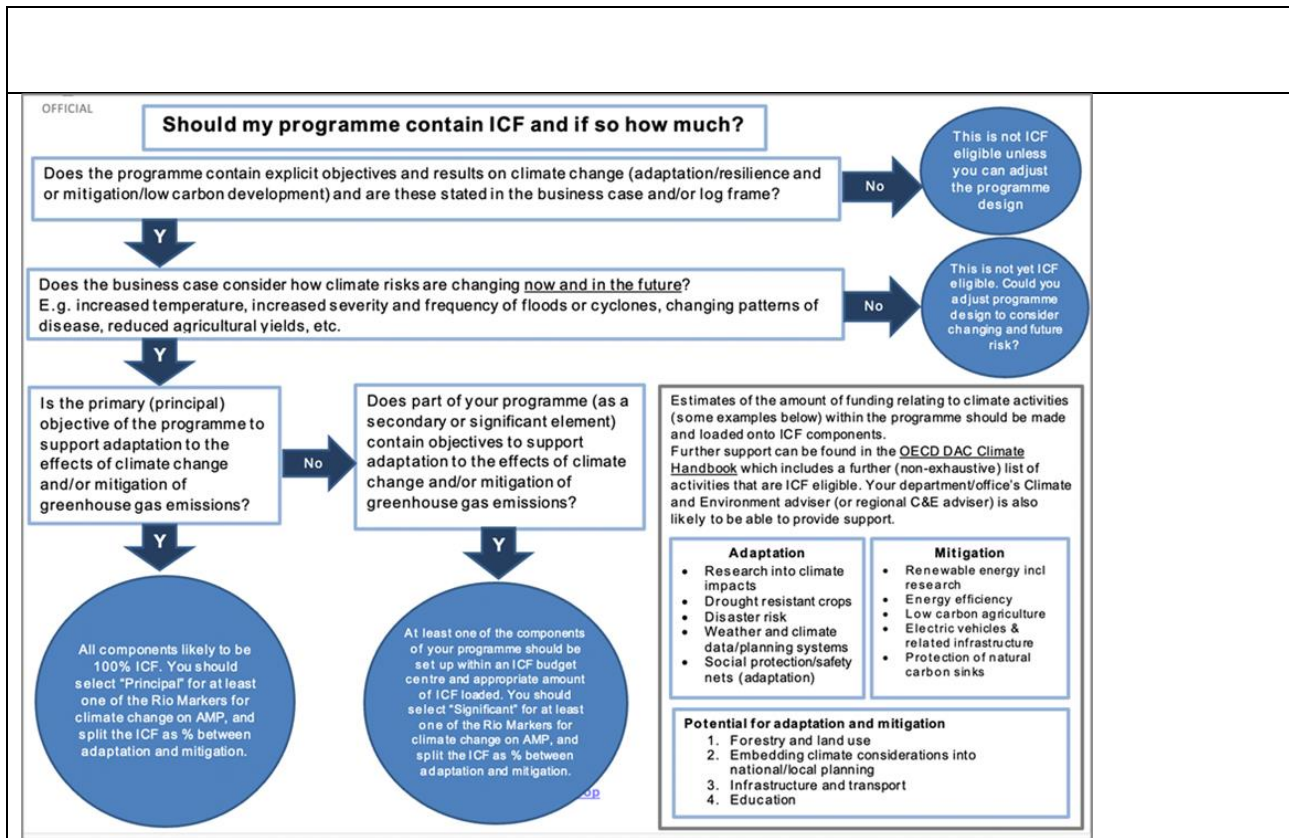 OFFICIAL
Should my programme contain ICF and if so how much?
Does the programme contain explicit objectives and results on climate change (adaptation/resilience and
or mitigation/low carbon development) and are these stated in the business case and/or log frame?
No
This is not ICF
eligible unless
you can adjust
the programme
design
Y
Does the business case consider how climate risks are changing now and in the future?
E.g. increased temperature, increased severity and frequency of floods or cyclones, changing patterns of
disease, reduced agricultural yields, etc.
No
This is not yet ICF
eligible. Could you
adjust programme
design to consider
changing and future
risk?
Y
Is the primary (principal)
objective of the programme to
support adaptation to the
effects of climate change
and/or mitigation of
greenhouse gas emissions?
No
Does part of your programme (as a
secondary or significant element)
contain objectives to support
adaptation to the effects of climate
change and/or mitigation of
greenhouse gas emissions?
Y
All components likely to be
100% ICF. You should
select "Principal" for at least
one of the Rio Markers for
climate change on AMP, and
split the ICF as % between
adaptation and mitigation.
Y
At least one of the components
of your programme should be
set up within an ICF budget
centre and appropriate amount
of ICF loaded. You should
select "Significant" for at least
one of the Rio Markers for
climate change on AMP, and
split the ICF as % between
adaptation and mitigation.
op
Estimates of the amount of funding relating to climate activities
(some examples below) within the programme should be made
and loaded onto ICF components.
Further support can be found in the OECD DAC Climate
Handbook which includes a further (non-exhaustive) list of
activities that are ICF eligible. Your department/office's Climate
and Environment adviser (or regional C&E adviser) is also
likely to be able to provide support.
Adaptation
• Research into climate
impacts
• Drought resistant crops
• Disaster risk
• Weather and climate
data/planning systems
• Social protection/safety
nets (adaptation)
Mitigation
• Renewable energy incl
research
• Energy efficiency
• Low carbon agriculture
• Electric vehicles &
related infrastructure
• Protection of natural
carbon sinks
Potential for adaptation and mitigation
1. Forestry and land use
2. Embedding climate considerations into
national/local planning
3. Infrastructure and transport
4. Education